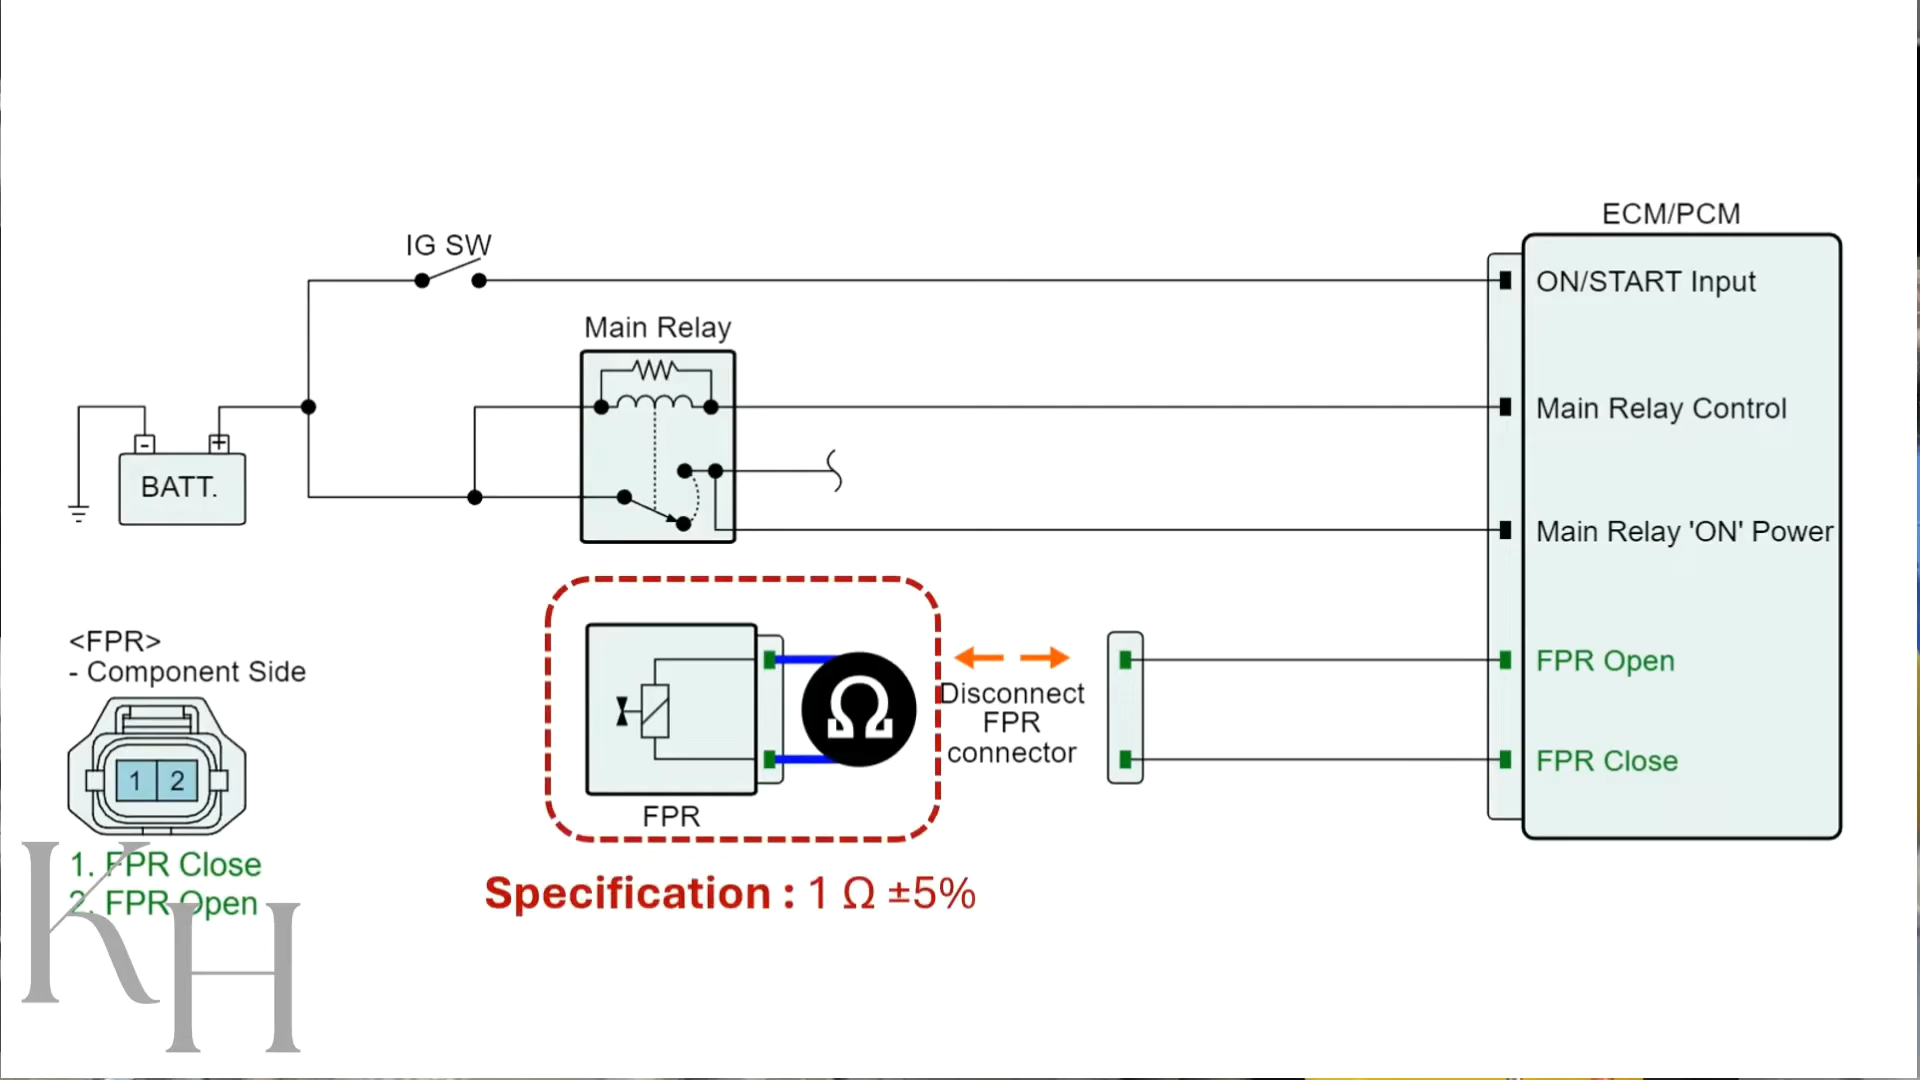 ECM/PCM
IG SW
ON/START Input
Main Relay
Main Relay Control
- +
BATT.
Main Relay 'ON' Power
<FPR>
- Component Side
1 2
1. FPR Close
2. FPR Open
FPR
Ω
Disconnect
FPR
connector
FPR Open
FPR Close
Specification : 1 Ω ±5%
KH